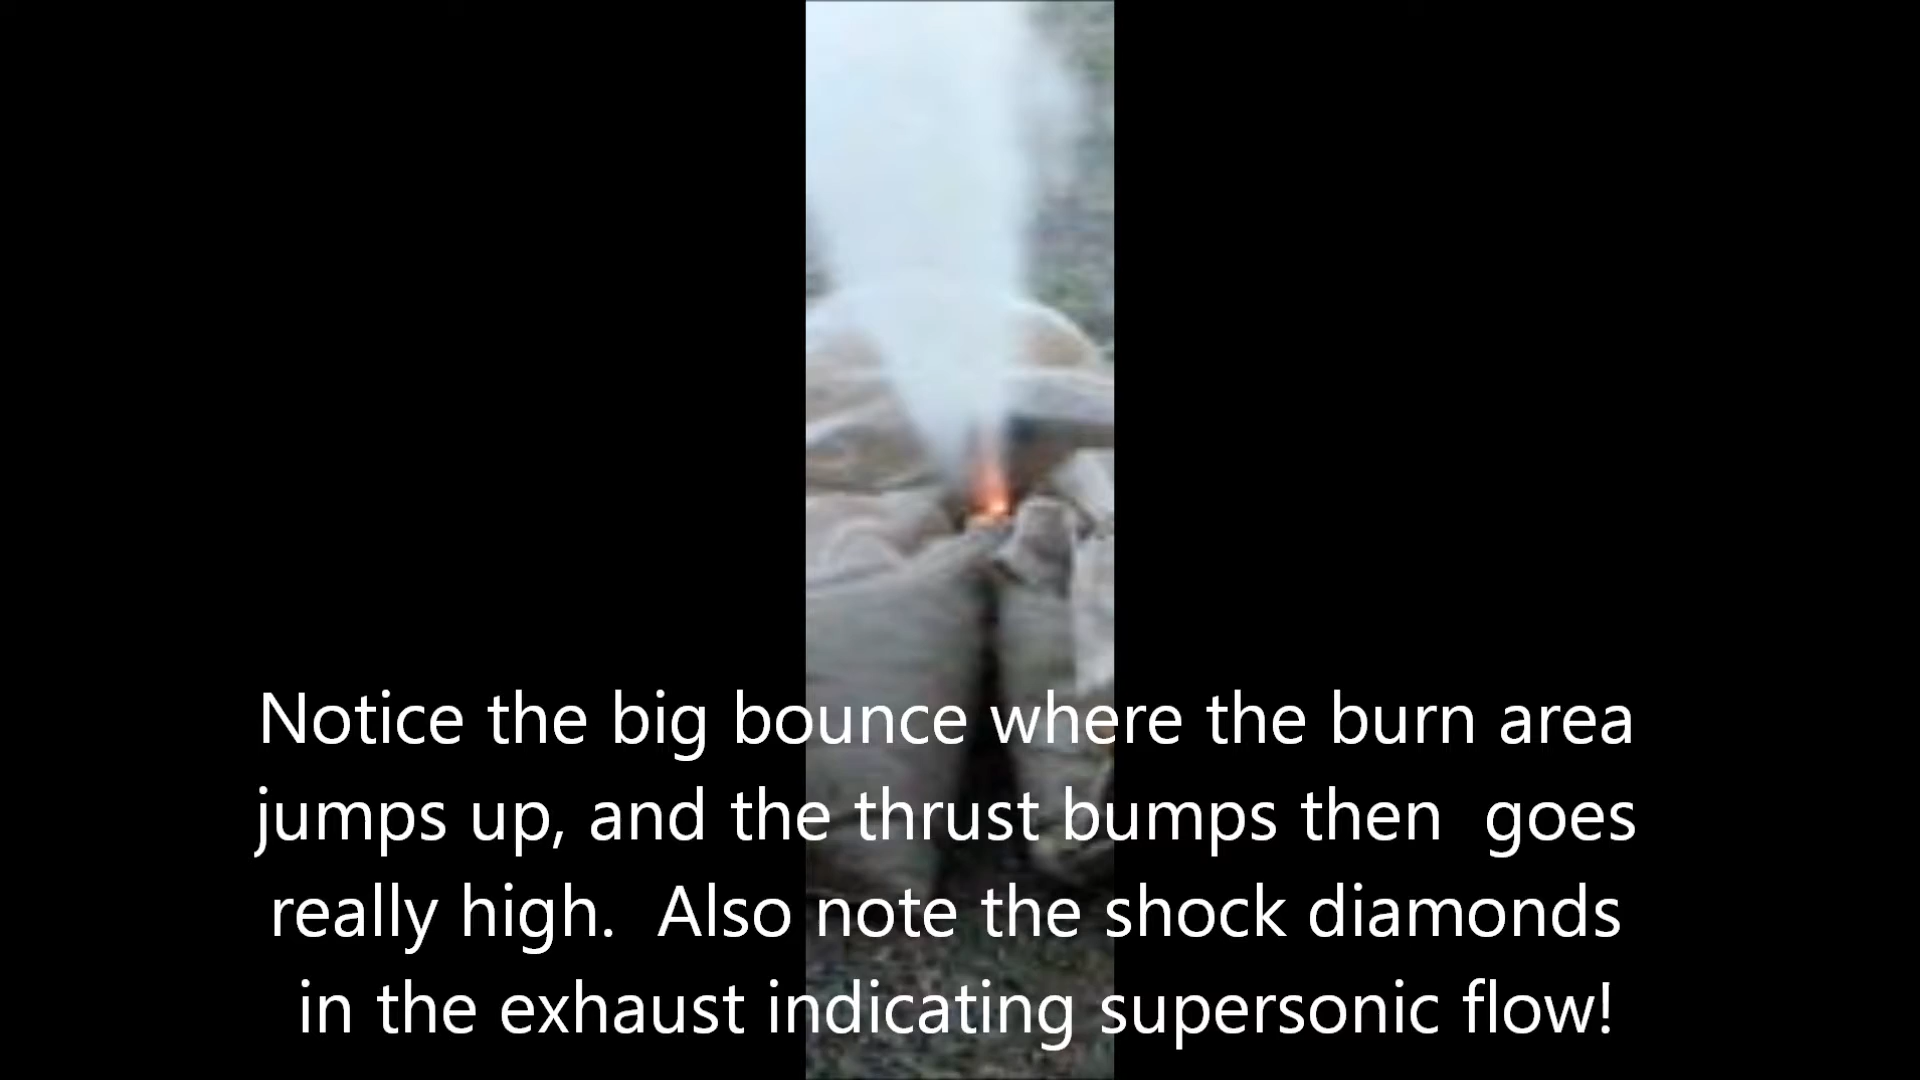 Notice the big bounce where the burn area
jumps up, and the thrust bumps then  goes
really high.  Also note the shock diamonds
in the exhaust indicating supersonic flow!